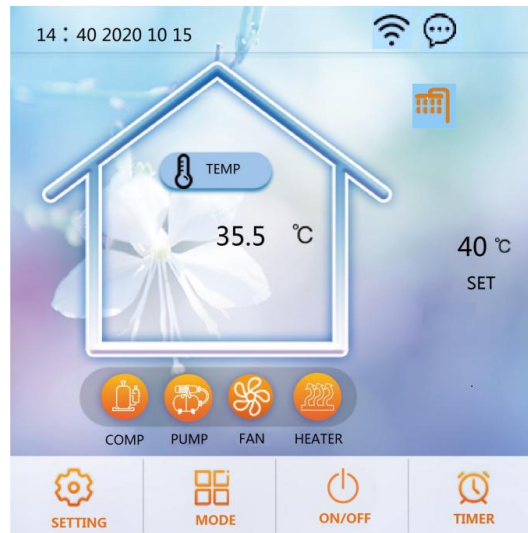 14：40 2020 10 15
TEMP
35.5 ℃
40 ℃
SET
COMP PUMP FAN HEATER
SETTING MODE ON/OFF TIMER